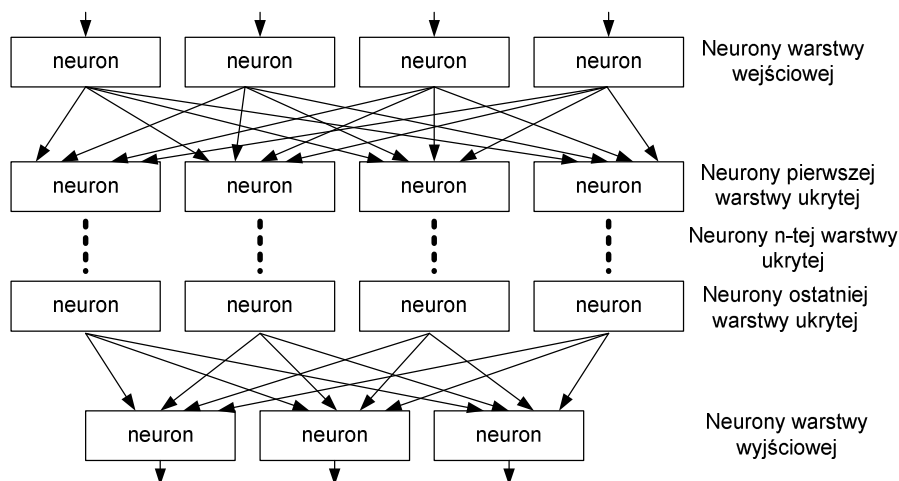 neuron neuron neuron neuron
Neurony warstwy
wejściowej
neuron neuron neuron neuron
Neurony pierwszej
warstwy ukrytej
Neurony n-tej warstwy
ukrytej
neuron neuron neuron neuron
Neurony ostatniej
warstwy ukrytej
neuron neuron neuron
Neurony warstwy
wyjściowej